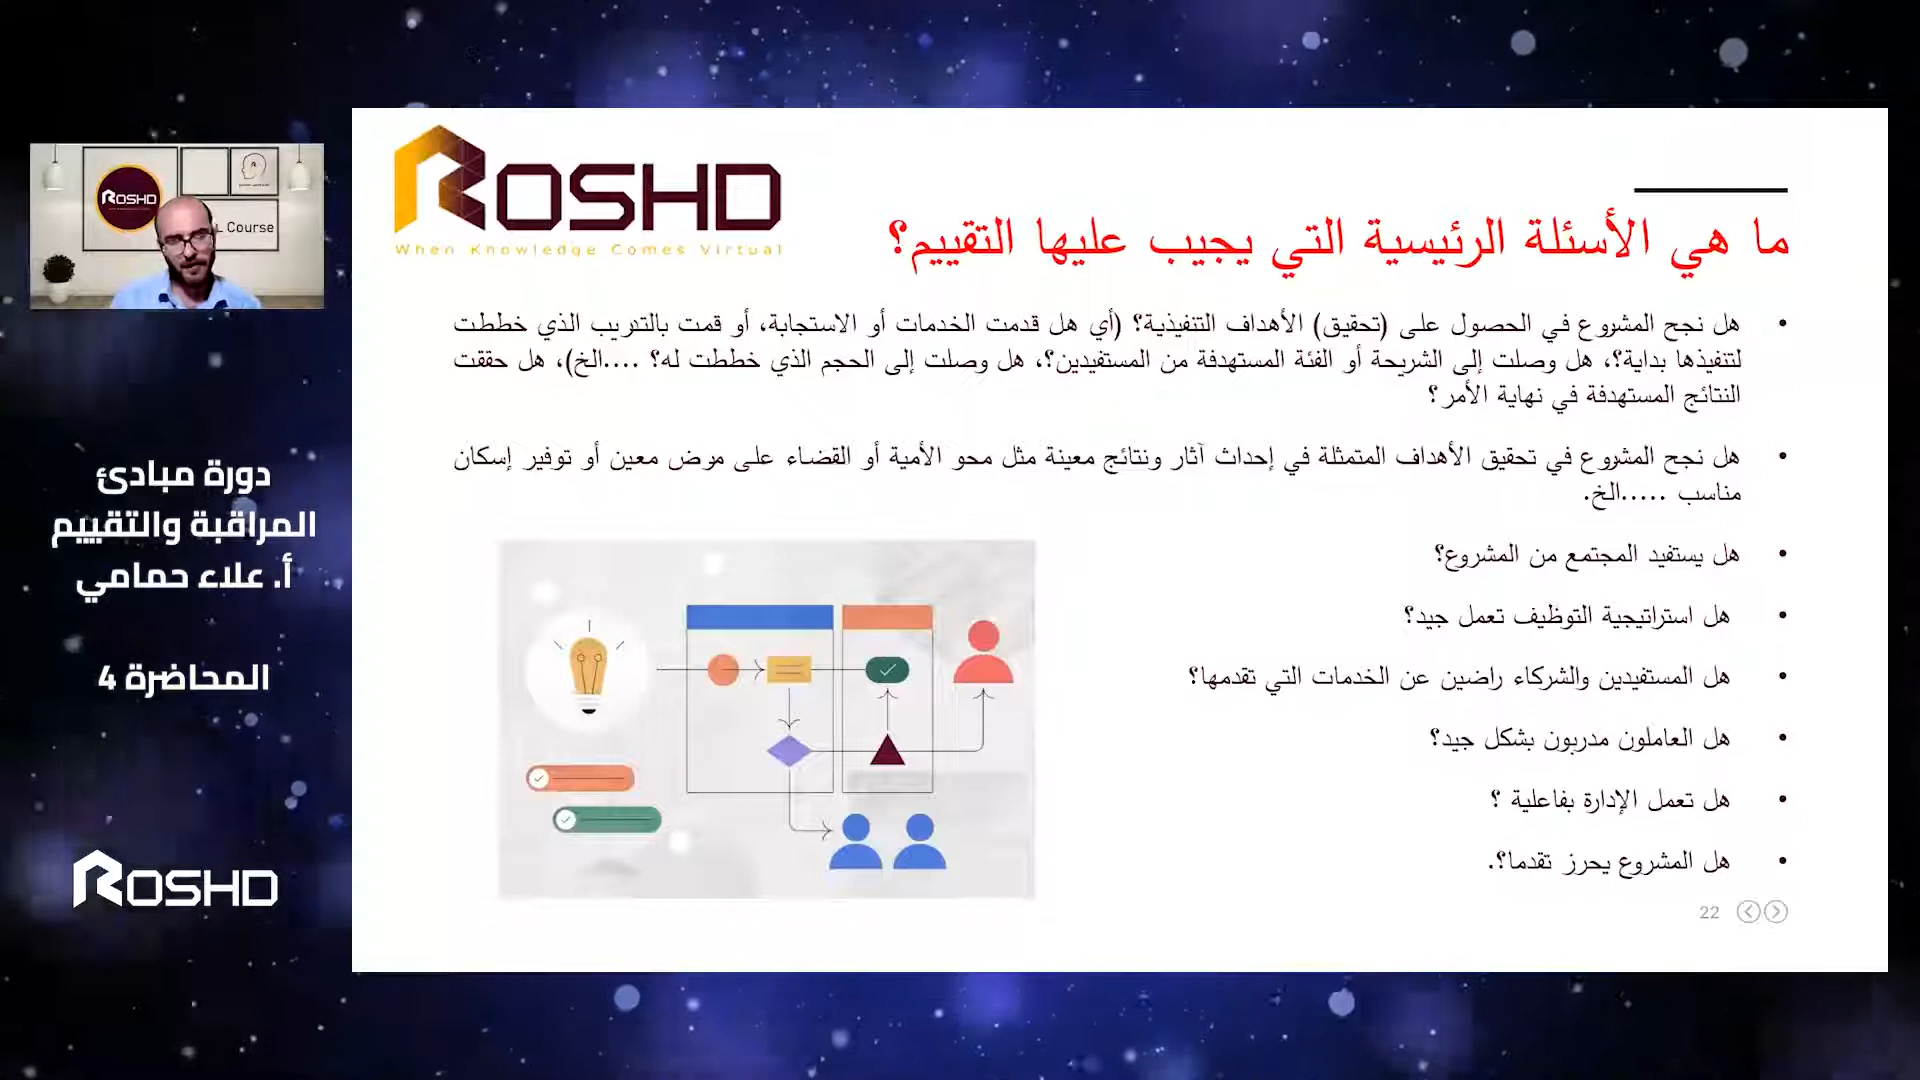 ROSHD
When Knowledge Comes Virtual
ما هي الأسئلة الرئيسية التي يجيب عليها التقييم؟
• هل نجح المشروع في الحصول على (تحقيق) الأهداف التنفيذية؟ (أي هل قدمت الخدمات أو الاستجابة، أو قمت بالتدريب الذي خططت
لتنفيذها بداية؟، هل وصلت إلى الشريحة أو الفئة المستهدفة من المستفيدين؟، هل وصلت إلى الحجم الذي خططت له؟ ....الخ)، هل حققت
النتائج المستهدفة في نهاية الأمر؟
• هل نجح المشروع في تحقيق الأهداف المتمثلة في إحداث آثار ونتائج معينة مثل محو الأمية أو القضاء على مرض معين أو توفير إسكان
مناسب .....الخ.
• هل يستفيد المجتمع من المشروع؟
• هل استراتيجية التوظيف تعمل جيد؟
• هل المستفيدين والشركاء راضين عن الخدمات التي تقدمها؟
• هل العاملون مدربون بشكل جيد؟
• هل تعمل الإدارة بفاعلية ؟
• هل المشروع يحرز تقدما؟.
22
ROSHD
L Course
دورة مبادئ
المراقبة والتقييم
أ. علاء حمامي
المحاضرة 4
ROSHD